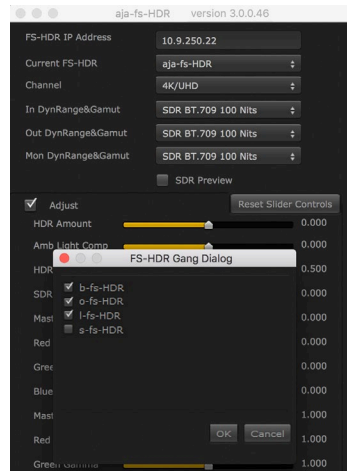 aja-fs-HDR version 3.0.0.46
FS-HDR IP Address 10.9.250.22
Current FS-HDR aja-fs-HDR
Channel 4K/UHD
In DynRange&Gamut SDR BT.709 100 Nits
Out DynRange&Gamut SDR BT.709 100 Nits
Mon DynRange&Gamut SDR BT.709 100 Nits
SDR Preview
Adjust Reset Slider Controls
HDR Amount 0.000
Amb Light Comp 0.000
FS-HDR Gang Dialog
HDR 0.500
b-fs-HDR
SDR 0.000
o-fs-HDR
l-fs-HDR
Mast 0.000
s-fs-HDR
Red 0.000
Gree 0.000
Blue 0.000
Mast 1.000
OK Cancel
Red 1.000
Green Gamma 1.000